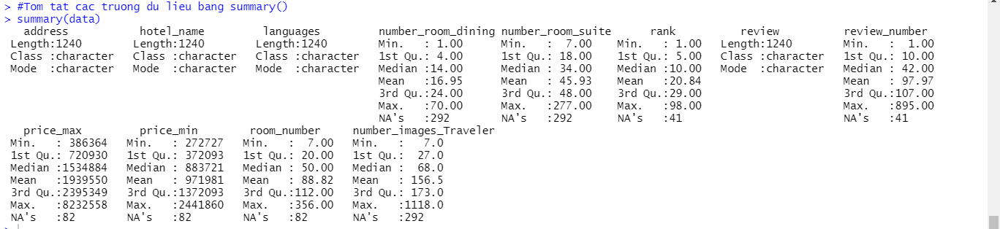 > #Tom tat cac truong du lieu bang summary()
> summary(data)
address hotel_name languages number_room_dining number_room_suite rank review review_number
Length:1240 Length:1240 Length:1240 Min. : 1.00 Min. : 7.00 Min. : 1.00 Length:1240 Min. : 1.00
Class :character Class :character Class :character 1st Qu.: 4.00 1st Qu.: 18.00 1st Qu.: 5.00 Class :character 1st Qu.: 10.00
Mode :character Mode :character Mode :character Median :14.00 Median : 34.00 Median :10.00 Mode :character Median : 42.00
Mean :16.95 Mean : 45.93 Mean :20.84 Mean : 97.97
3rd Qu.:24.00 3rd Qu.: 48.00 3rd Qu.:29.00 3rd Qu.:107.00
Max. :70.00 Max. :277.00 Max. :98.00 Max. :895.00
NA's :292 NA's :292 NA's :41 NA's :41
price_max price_min room_number number_images_Traveler
Min. : 386364 Min. : 272727 Min. : 7.00 Min. : 7.0
1st Qu.: 720930 1st Qu.: 372093 1st Qu.: 20.00 1st Qu.: 27.0
Median :1534884 Median : 883721 Median : 50.00 Median : 68.0
Mean :1939550 Mean : 971981 Mean : 88.82 Mean : 156.5
3rd Qu.:2395349 3rd Qu.:1372093 3rd Qu.:112.00 3rd Qu.: 173.0
Max. :8232558 Max. :2441860 Max. :356.00 Max. :1118.0
NA's :82 NA's :82 NA's :82 NA's :292
>